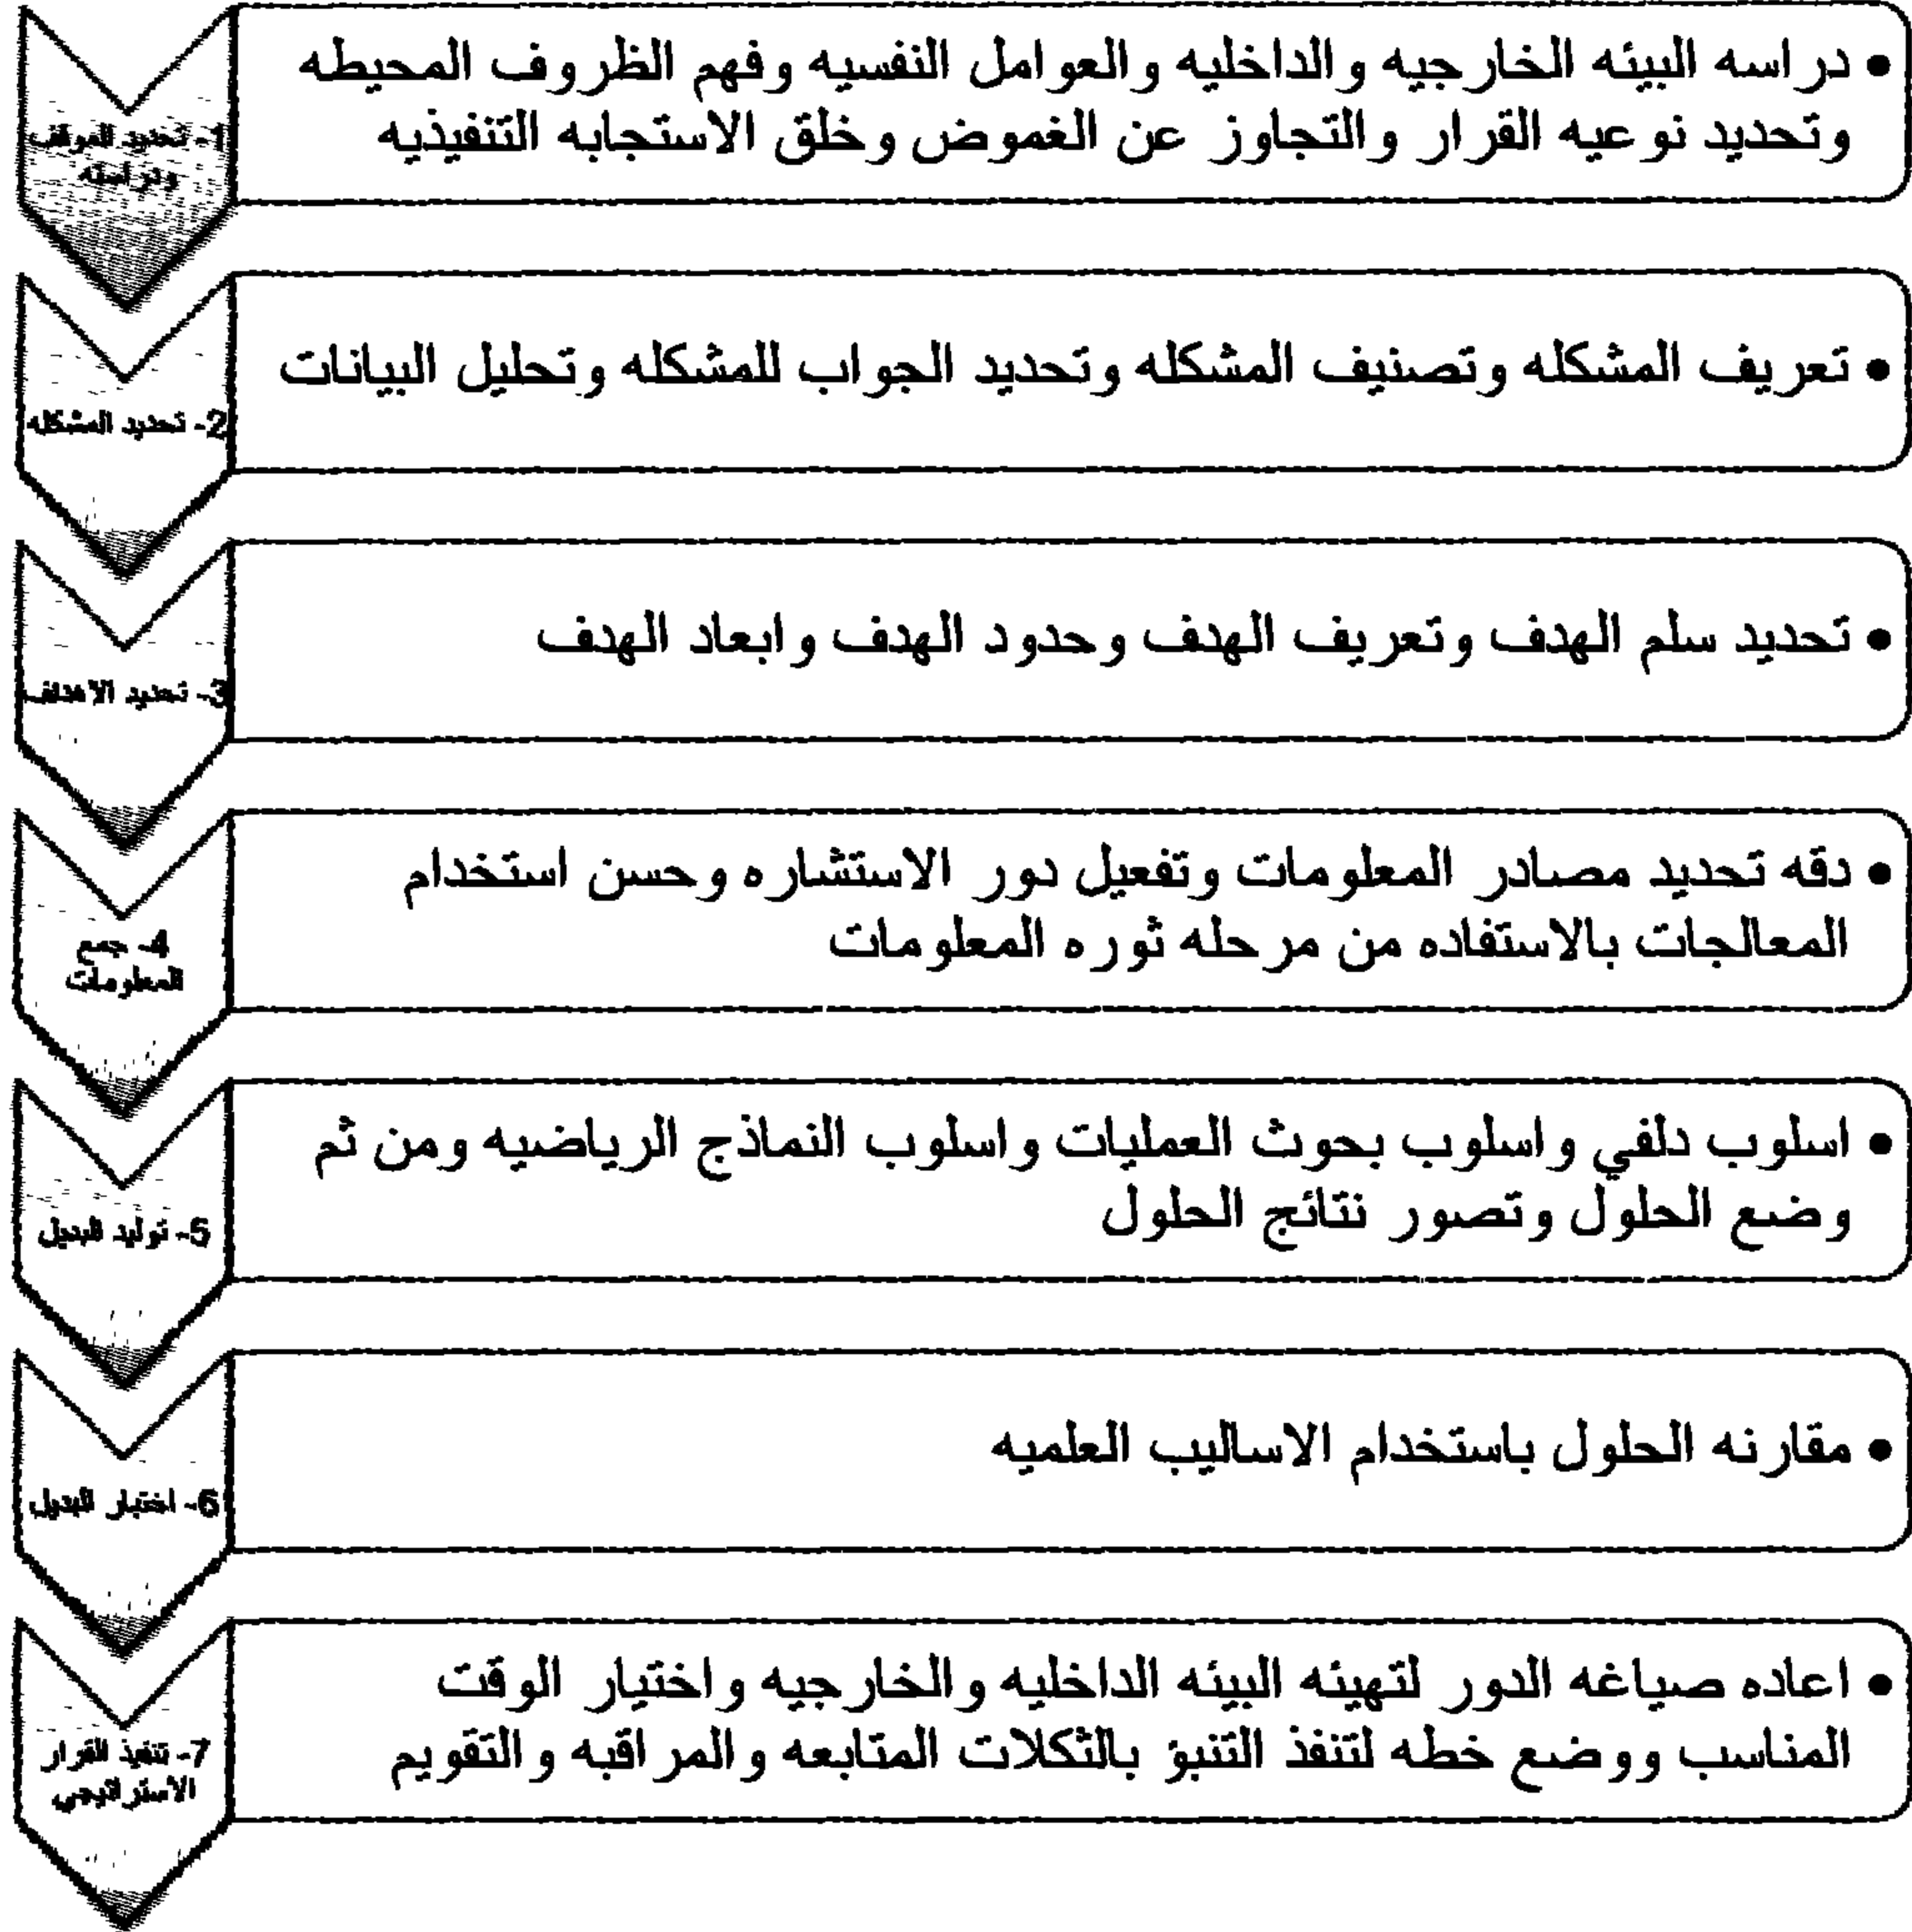 1- تحديد الموقف
ودراسته
• دراسه البيئه الخارجيه والداخليه والعوامل النفسيه وفهم الظروف المحيطه
وتحديد نوعيه القرار والتجاوز عن الغموض وخلق الاستجابه التنفيذيه
2- تحديد المشكله
• تعريف المشكله وتصنيف المشكله وتحديد الجواب للمشكله وتحليل البيانات
3- تحديد الاهداف
• تحديد سلم الهدف وتعريف الهدف وحدود الهدف وابعاد الهدف
4- جمع
المعلومات
• دقه تحديد مصادر المعلومات وتفعيل دور الاستشاره وحسن استخدام
المعالجات بالاستفاده من مرحله ثوره المعلومات
5- توليد البديل
• اسلوب دلفي واسلوب بحوث العمليات واسلوب النماذج الرياضيه ومن ثم
وضع الحلول وتصور نتائج الحلول
6- اختيار البديل
• مقارنه الحلول باستخدام الاساليب العلميه
7- تنفيذ القرار
الاستراتيجي
• اعاده صياغه الدور لتهيئه البيئه الداخليه والخارجيه واختيار الوقت
المناسب ووضع خطه لتنفذ التنبؤ بالثكلات المتابعه والمراقبه والتقويم